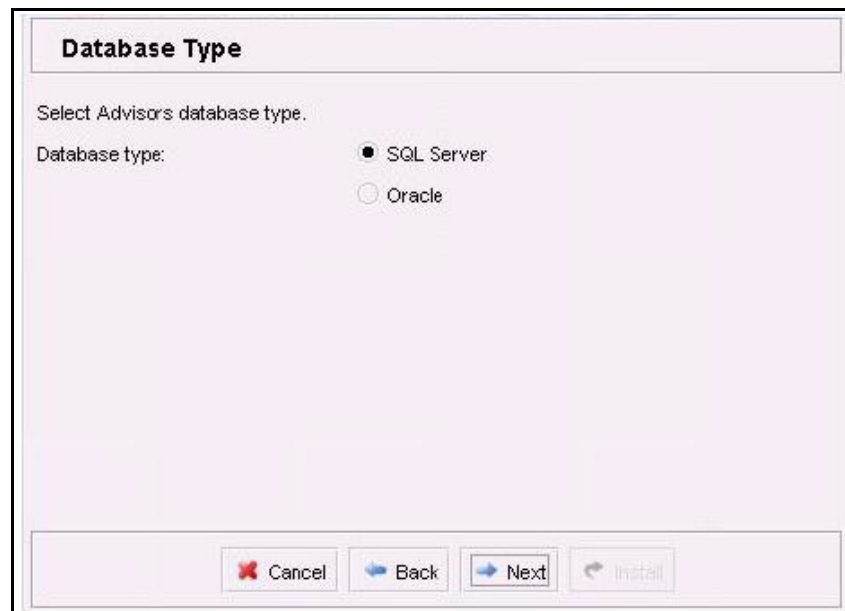 Database Type
Select Advisors database type.
Database type: SQL Server
Oracle
Cancel Back Next Install